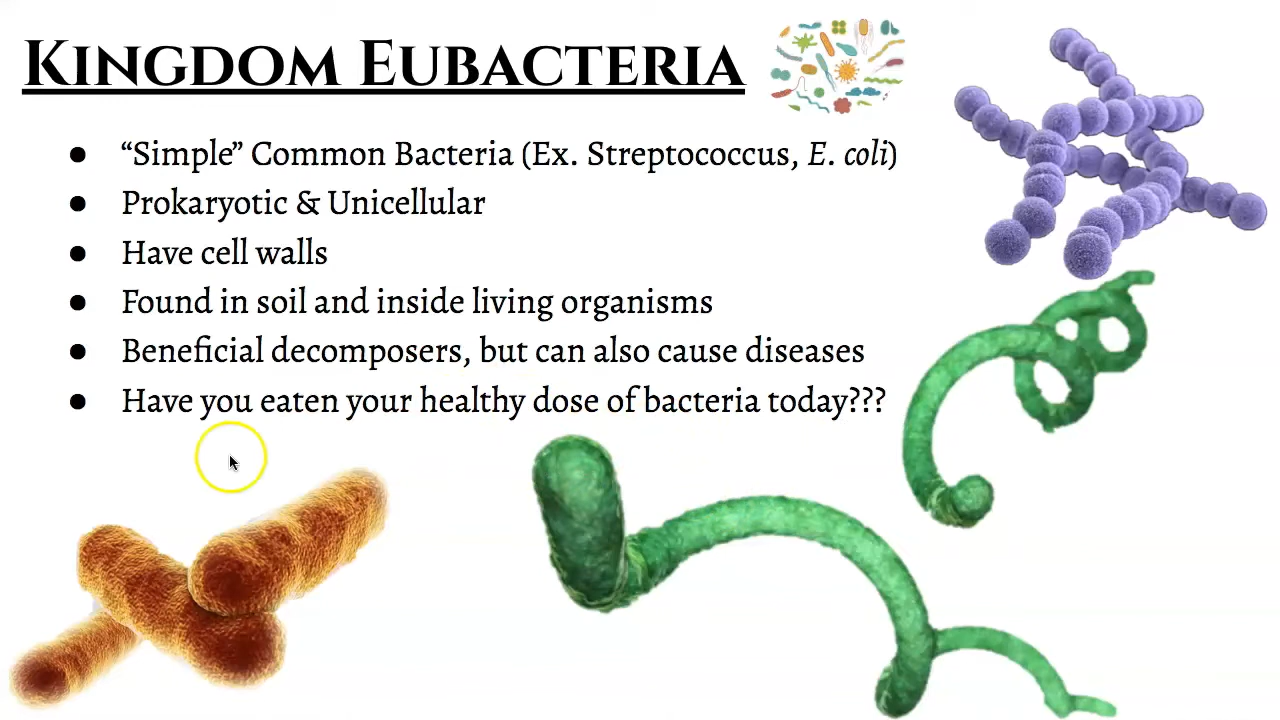 Kingdom Eubacteria
● “Simple” Common Bacteria (Ex. Streptococcus, E. coli)
● Prokaryotic & Unicellular
● Have cell walls
● Found in soil and inside living organisms
● Beneficial decomposers, but can also cause diseases
● Have you eaten your healthy dose of bacteria today???